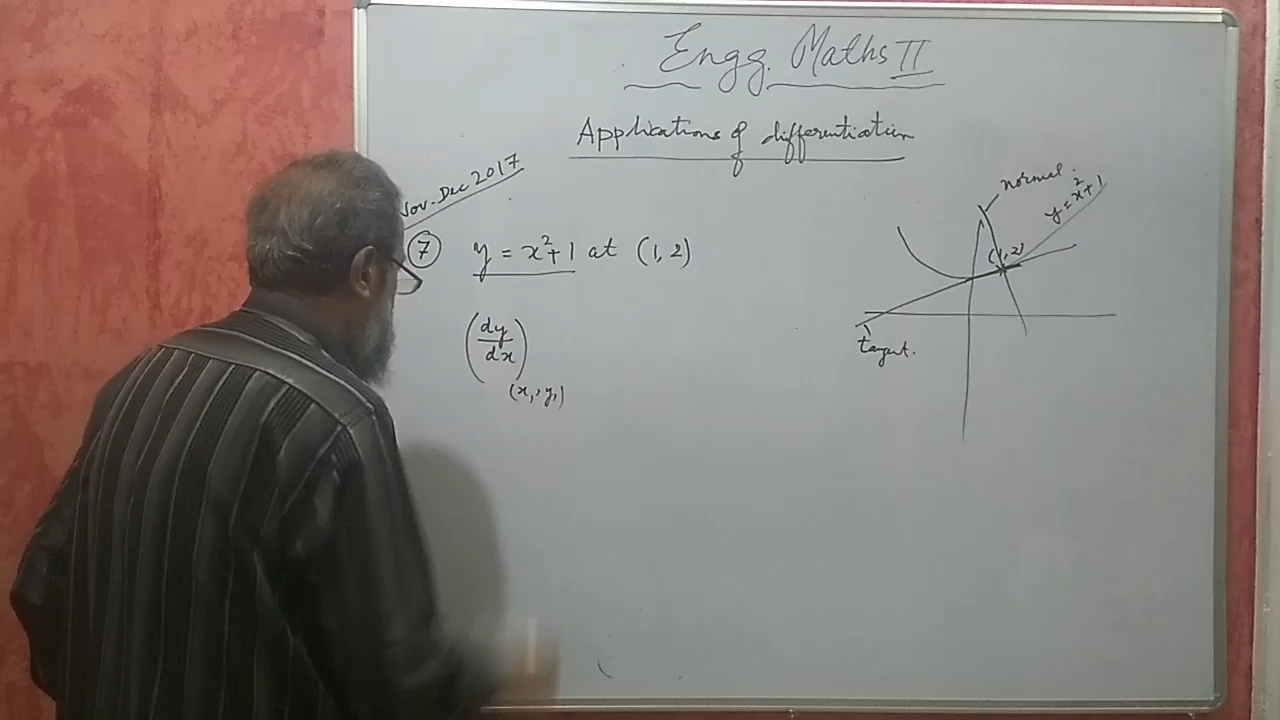 Engg. Maths II
Applications of differentiation
Nov-Dec 2017
⑦ y = x²+1 at (1, 2)
(dy/dx)(x₁, y₁)
normal.
y = x²+1
(1,2)
tangent.